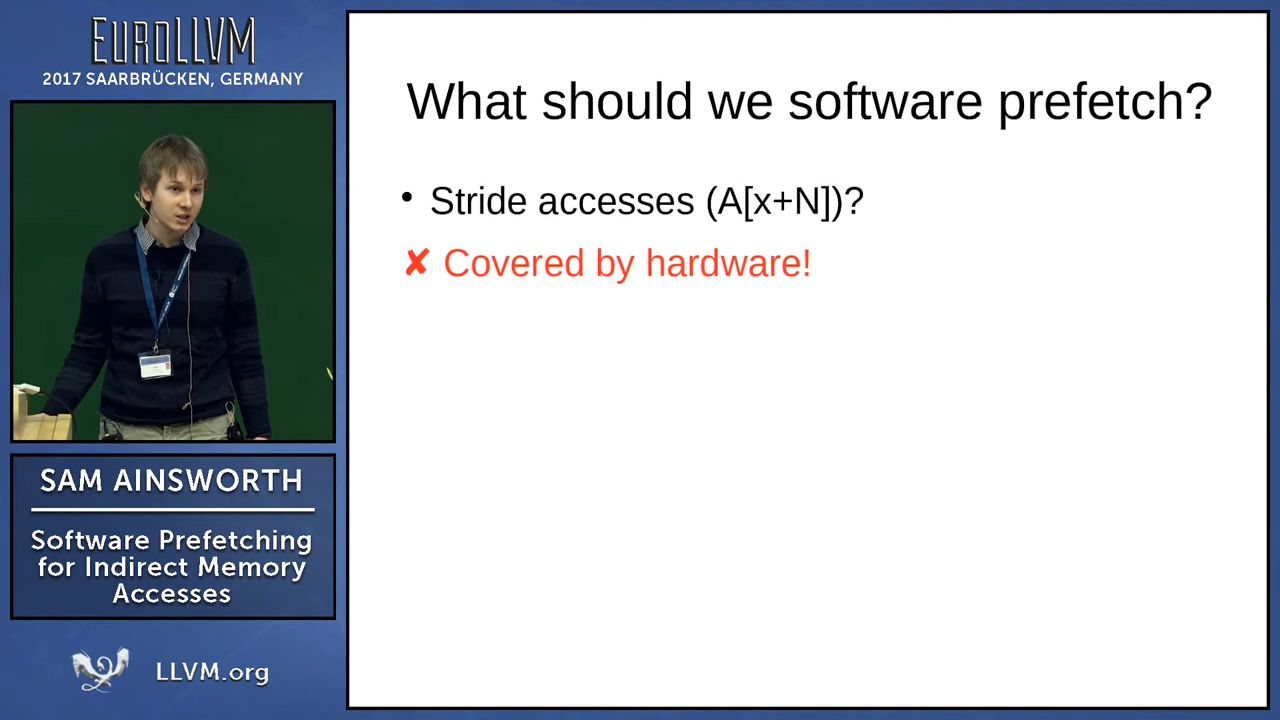 EUROLLVM
2017 SAARBRÜCKEN, GERMANY
SAM AINSWORTH
Software Prefetching
for Indirect Memory
Accesses
LLVM.org
What should we software prefetch?
• Stride accesses (A[x+N])?
✘ Covered by hardware!